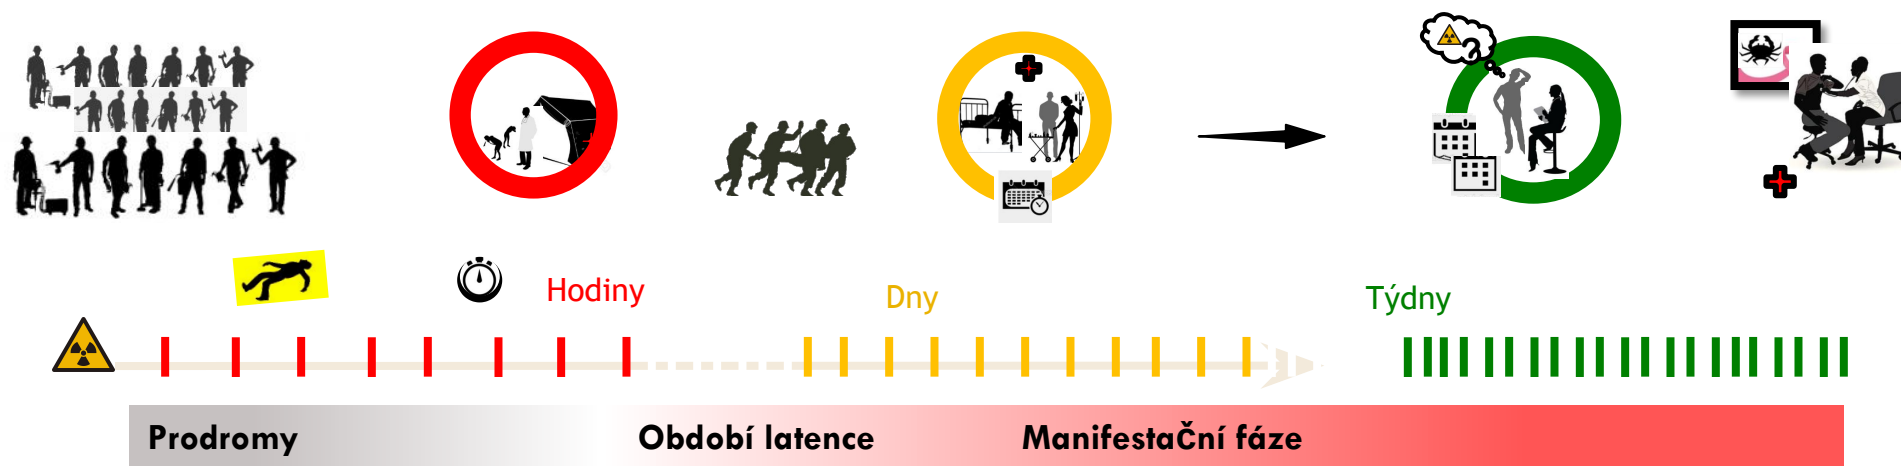 ?
Hodiny
Dny
Týdny
Prodromy
Období latence
Manifestační fáze